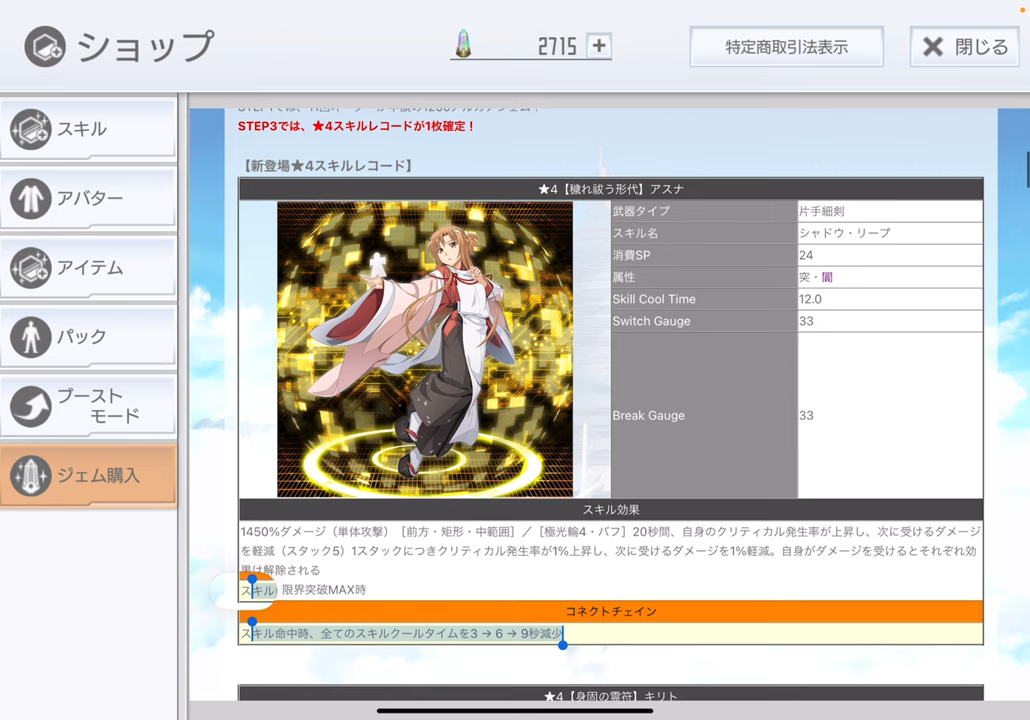 ショップ
2715
特定商取引法表示
閉じる
スキル
アバター
アイテム
パック
ブースト
モード
ジェム購入
STEP3では、★4スキルレコードが1枚確定！
【新登場★4スキルレコード】
★4【穢れ祓う形代】アスナ
武器タイプ 片手細剣
スキル名 シャドウ・リープ
消費SP 24
属性 突・闇
Skill Cool Time 12.0
Switch Gauge 33
Break Gauge 33
スキル効果
1450%ダメージ（単体攻撃）［前方・矩形・中範囲］／［極光輪4・バフ］20秒間、自身のクリティカル発生率が上昇し、次に受けるダメージ
を軽減（スタック5）1スタックにつきクリティカル発生率が1%上昇し、次に受けるダメージを1%軽減。自身がダメージを受けるとそれぞれ効
果は解除される
スキル 限界突破MAX時
コネクトチェイン
スキル命中時、全てのスキルクールタイムを3 → 6 → 9秒減少
★4【身固の霊符】キリト